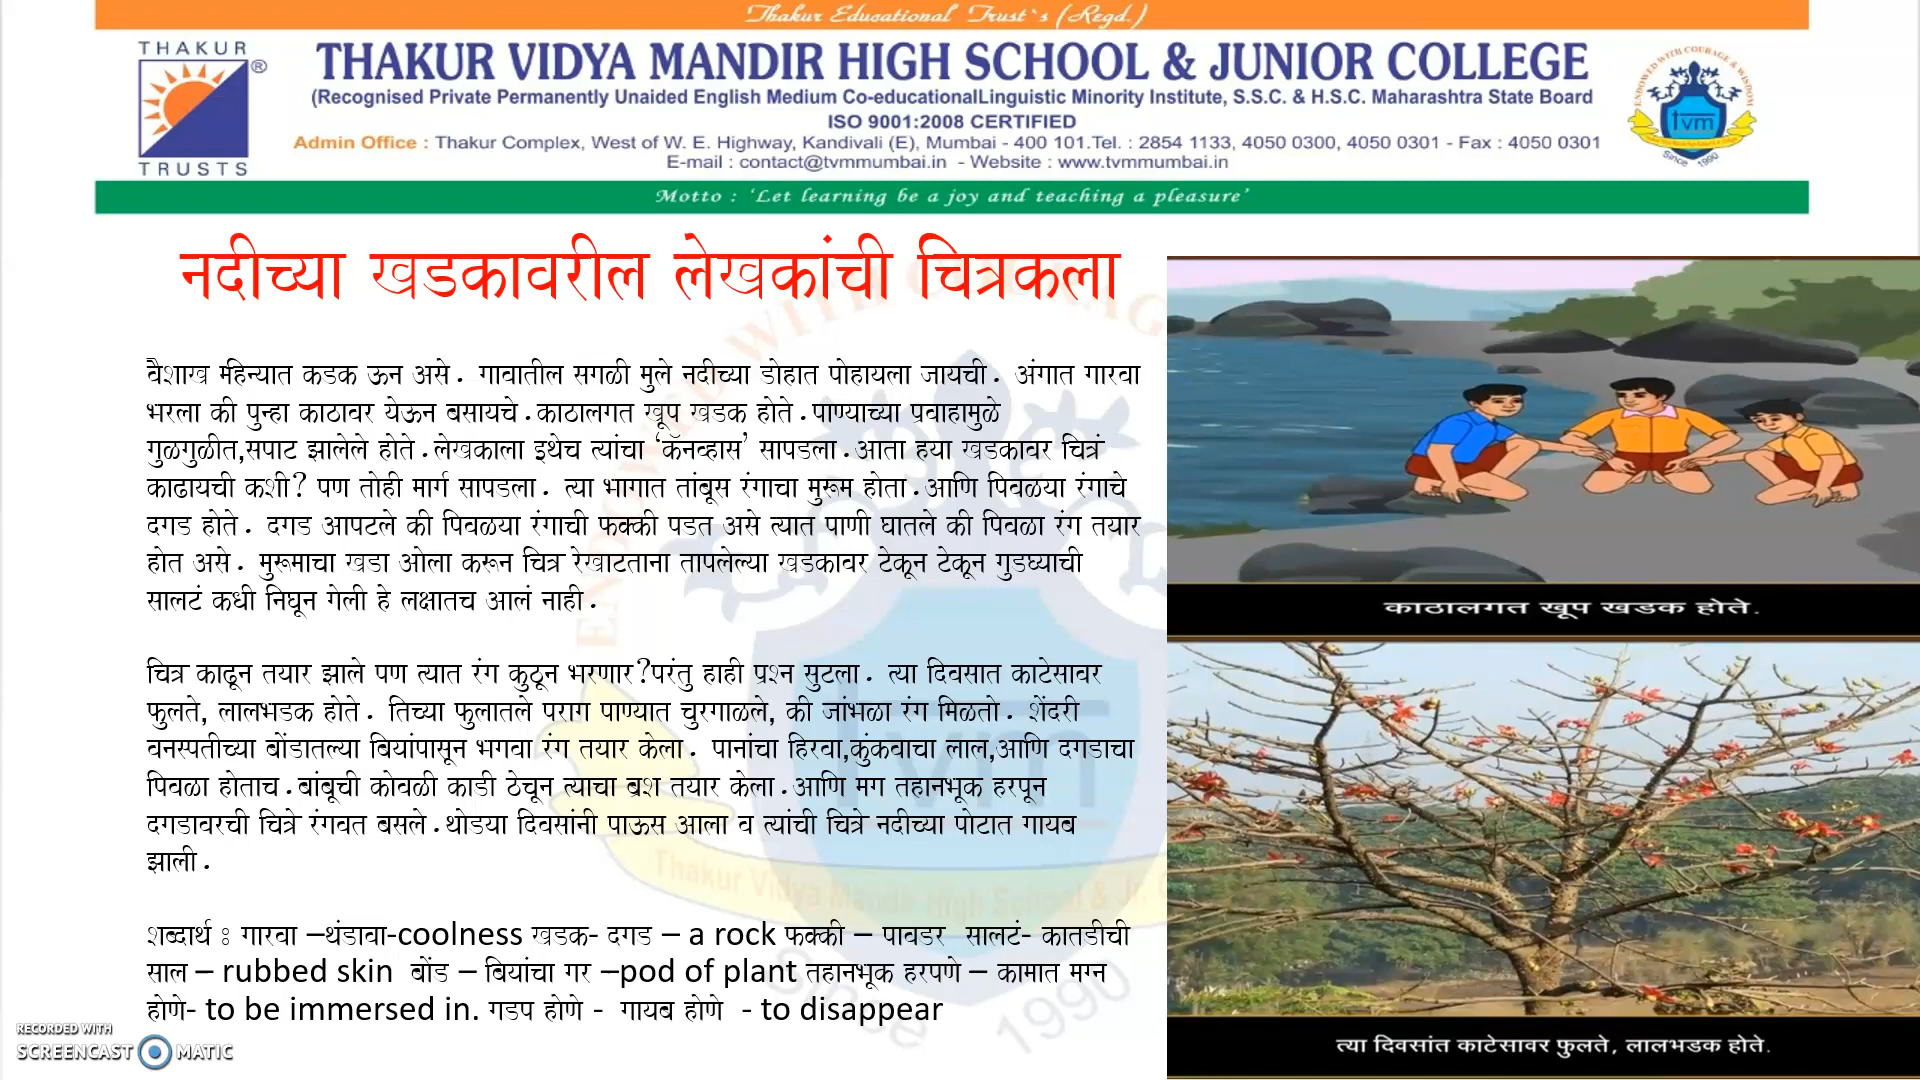 Thakur Educational Trust`s (Regd.)
THAKUR
TRUSTS
®
THAKUR VIDYA MANDIR HIGH SCHOOL & JUNIOR COLLEGE
(Recognised Private Permanently Unaided English Medium Co-educationalLinguistic Minority Institute, S.S.C. & H.S.C. Maharashtra State Board
ISO 9001:2008 CERTIFIED
Admin Office : Thakur Complex, West of W. E. Highway, Kandivali (E), Mumbai - 400 101.Tel. : 2854 1133, 4050 0300, 4050 0301 - Fax : 4050 0301
E-mail : contact@tvmmumbai.in - Website : www.tvmmumbai.in
ENDOWED WITH COURAGE & WISDOM
tvm
Since 1990
Motto : ‘Let learning be a joy and teaching a pleasure’
नदीच्या खडकावरील लेखकांची चित्रकला
वैशाख महिन्यात कडक ऊन असे. गावातील सगळी मुले नदीच्या डोहात पोहायला जायची. अंगात गारवा
भरला की पुन्हा काठावर येऊन बसायचे.काठालगत खूप खडक होते.पाण्याच्या प्रवाहामुळे
गुळगुळीत,सपाट झालेले होते.लेखकाला इथेच त्यांचा ‘कॅनव्हास’ सापडला.आता हया खडकावर चित्रं
काढायची कशी? पण तोही मार्ग सापडला. त्या भागात तांबूस रंगाचा मुरूम होता.आणि पिवळया रंगाचे
दगड होते. दगड आपटले की पिवळया रंगाची फक्की पडत असे त्यात पाणी घातले की पिवळा रंग तयार
होत असे. मुरूमाचा खडा ओला करून चित्र रेखाटताना तापलेल्या खडकावर टेकून टेकून गुडघ्याची
सालटं कधी निघून गेली हे लक्षातच आलं नाही.
चित्र काढून तयार झाले पण त्यात रंग कुठून भरणार?परंतु हाही प्रश्न सुटला. त्या दिवसात काटेसावर
फुलते, लालभडक होते. तिच्या फुलातले पराग पाण्यात चुरगाळले, की जांभळा रंग मिळतो. शेंदरी
वनस्पतीच्या बोंडातल्या बियांपासून भगवा रंग तयार केला. पानांचा हिरवा,कुंकवाचा लाल,आणि दगडाचा
पिवळा होताच.बांबूची कोवळी काडी ठेचून त्याचा ब्रश तयार केला.आणि मग तहानभूक हरपून
दगडावरची चित्रे रंगवत बसले.थोडया दिवसांनी पाऊस आला व त्यांची चित्रे नदीच्या पोटात गायब
झाली.
शब्दार्थ : गारवा –थंडावा-coolness खडक- दगड – a rock फक्की – पावडर सालटं- कातडीची
साल – rubbed skin बोंड – बियांचा गर –pod of plant तहानभूक हरपणे – कामात मग्न
होणे- to be immersed in. गडप होणे - गायब होणे - to disappear
काठालगत खूप खडक होते.
त्या दिवसांत काटेसावर फुलते, लालभडक होते.
RECORDED WITH
SCREENCAST MATIC